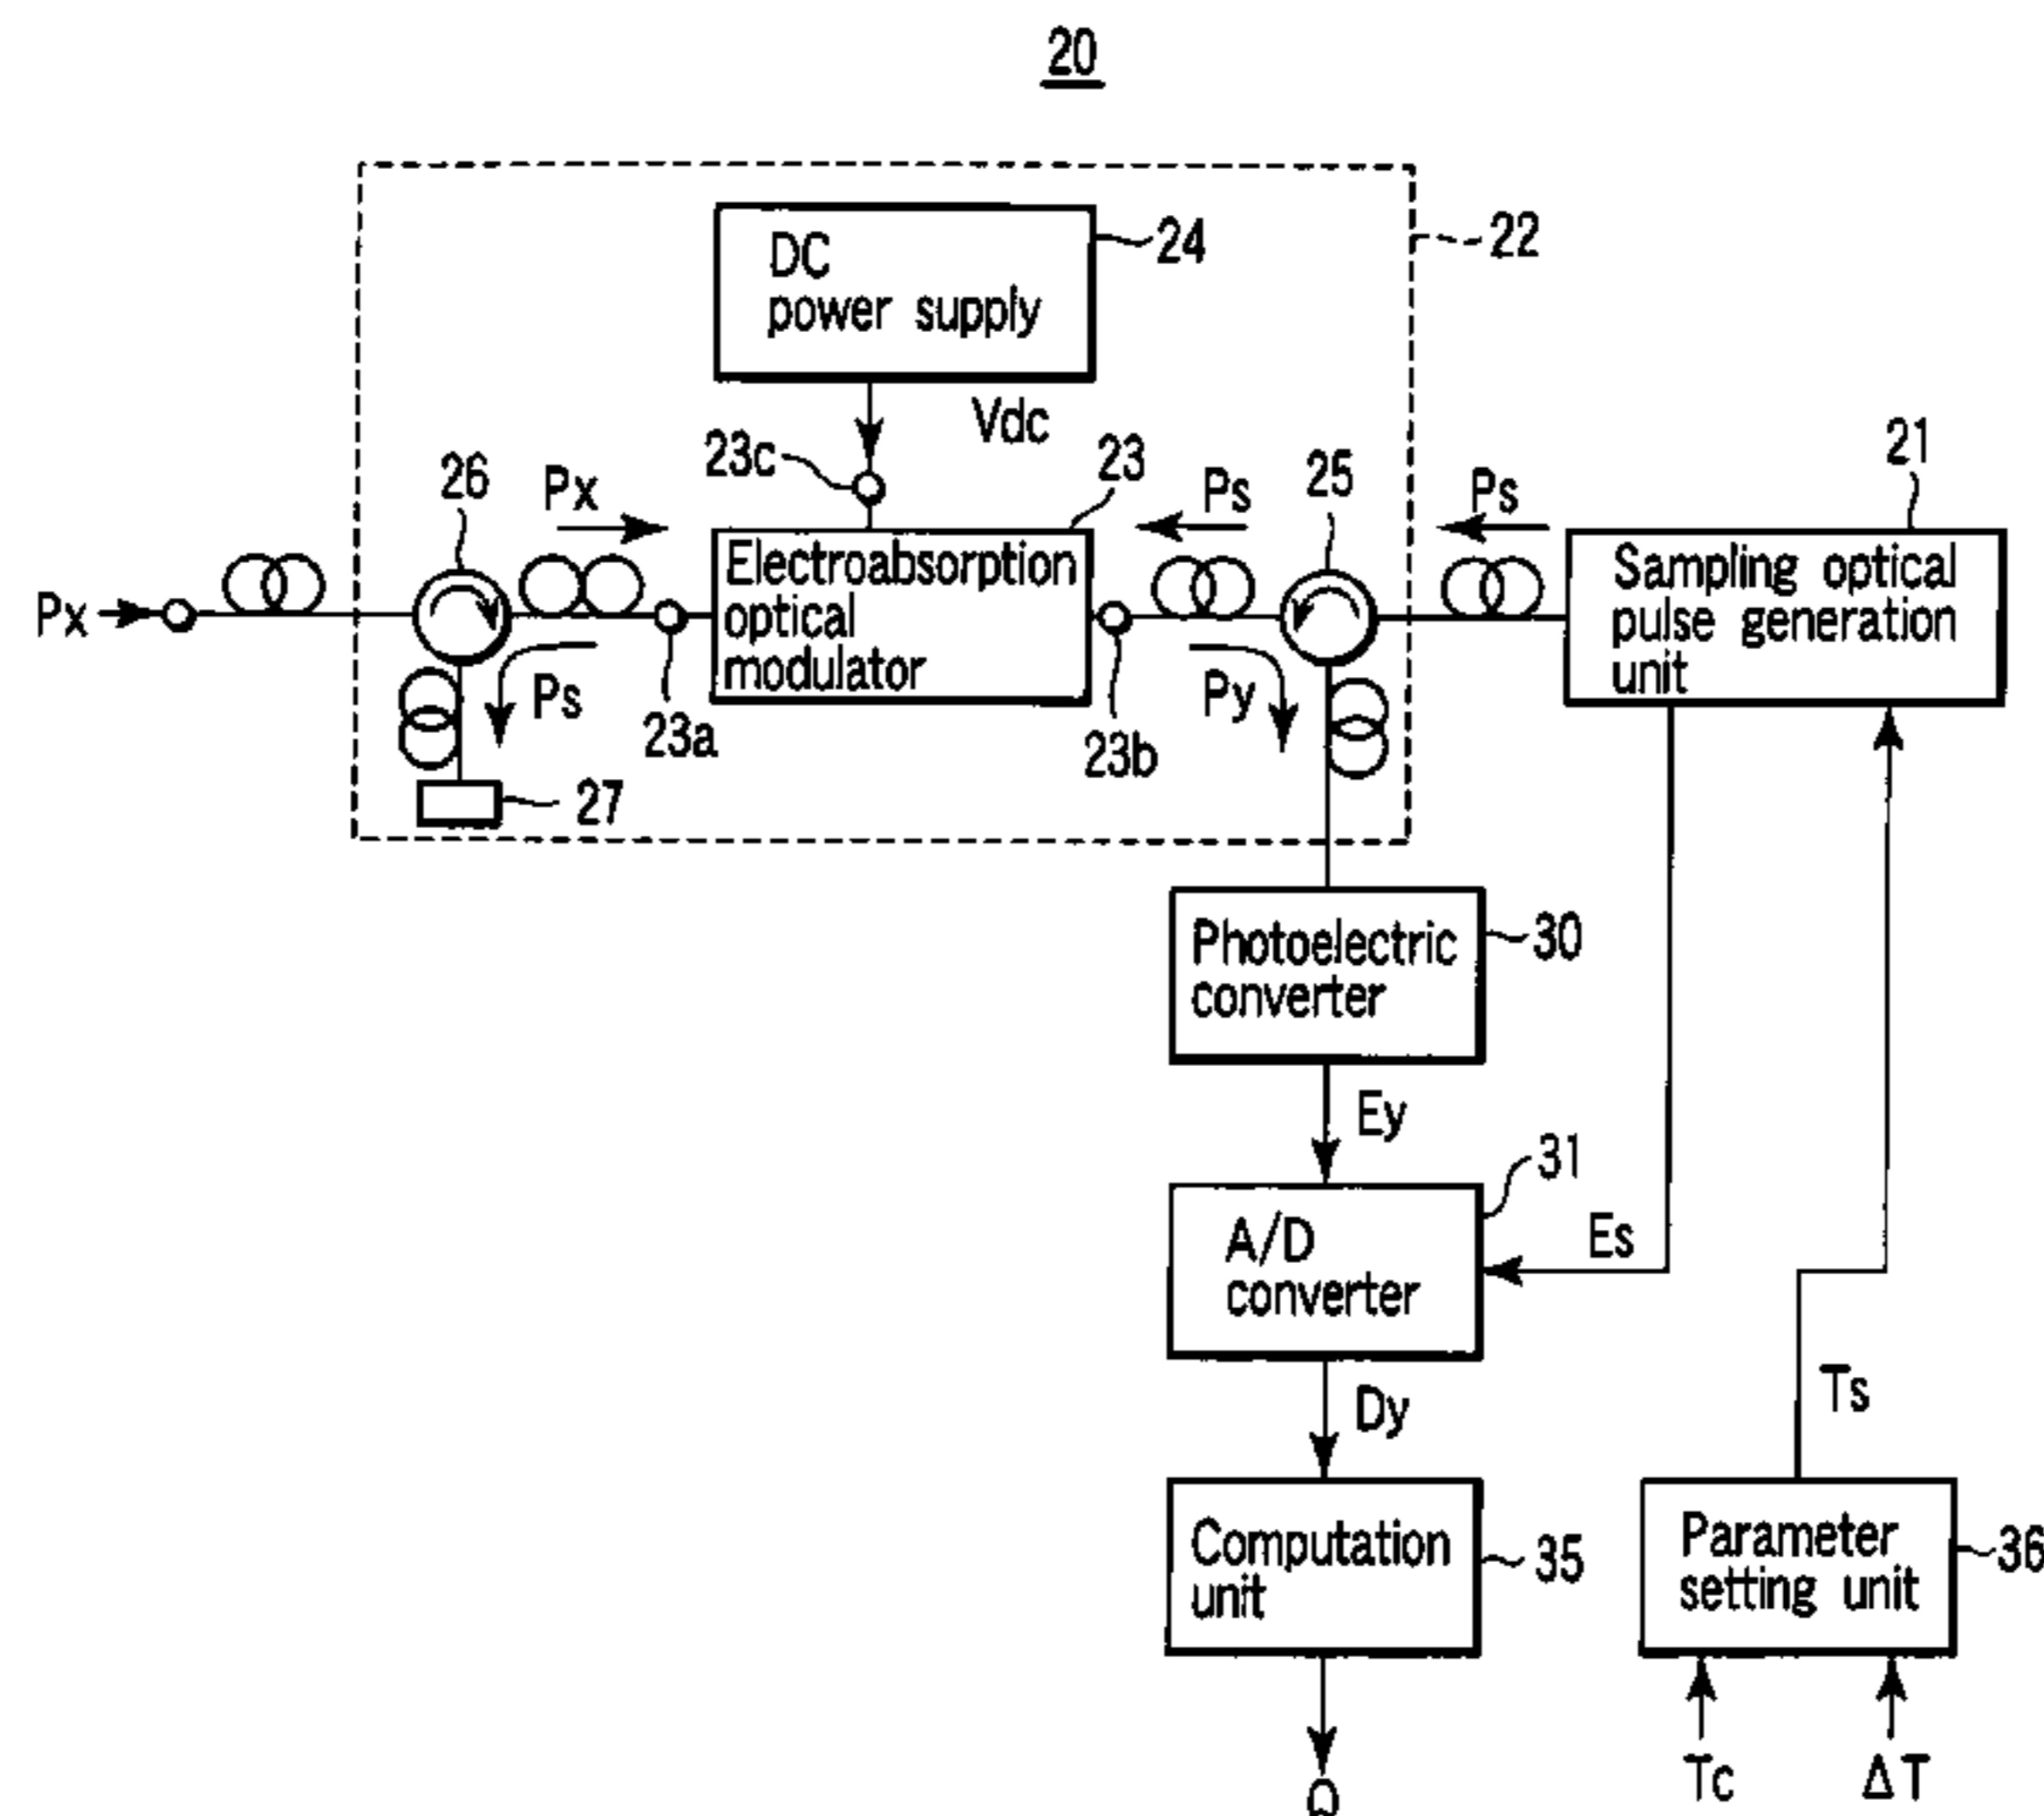 20
DC
power supply
24
22
Vdc
23c
23
21
26
Px
Ps
25
Ps
Px
Electroabsorption
optical
modulator
Sampling optical
pulse generation
unit
Ps
23a
Py
23b
27
Photoelectric
converter
30
Ey
31
A/D
converter
Es
Dy
Ts
Computation
unit
35
Parameter
setting unit
36
Tc
ΔT
Q